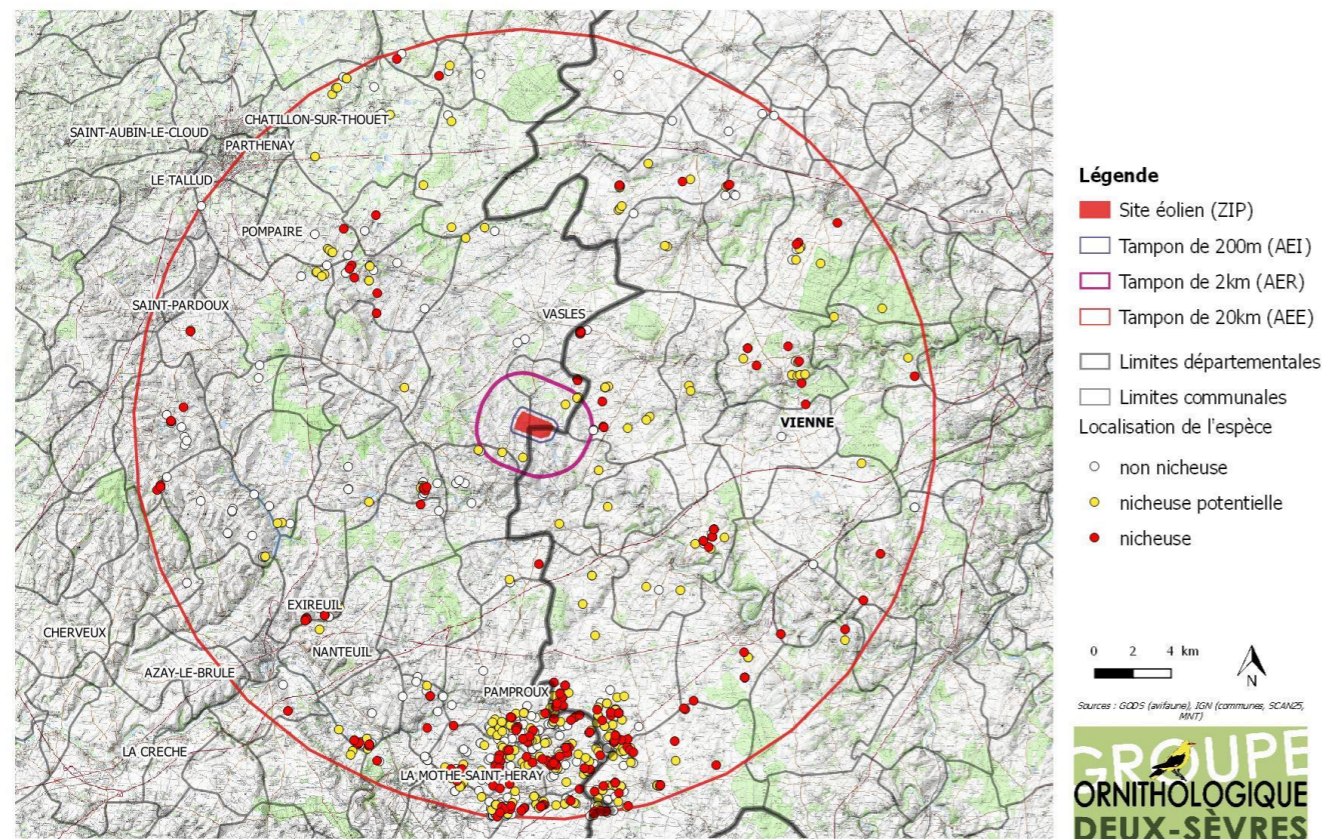 SAINT-AUBIN-LE-CLOUD
CHATILLON-SUR-THOUET
PARTHENAY
LE TALLUD
POMPAIRE
SAINT-PARDOUX
VASLES
VIENNE
EXIREUIL
CHERVEUX
NANTEUIL
AZAY-LE-BRULE
PAMPROUX
LA CRECHE
LA MOTHE-SAINT-HERAY
Légende
Site éolien (ZIP)
Tampon de 200m (AEI)
Tampon de 2km (AER)
Tampon de 20km (AEE)
Limites départementales
Limites communales
Localisation de l'espèce
non nicheuse
nicheuse potentielle
nicheuse
0 2 4 km
N
Sources : GODS (avifaune), IGN (communes, SCAN25,
MNT)
GROUPE
ORNITHOLOGIQUE
DEUX-SÈVRES